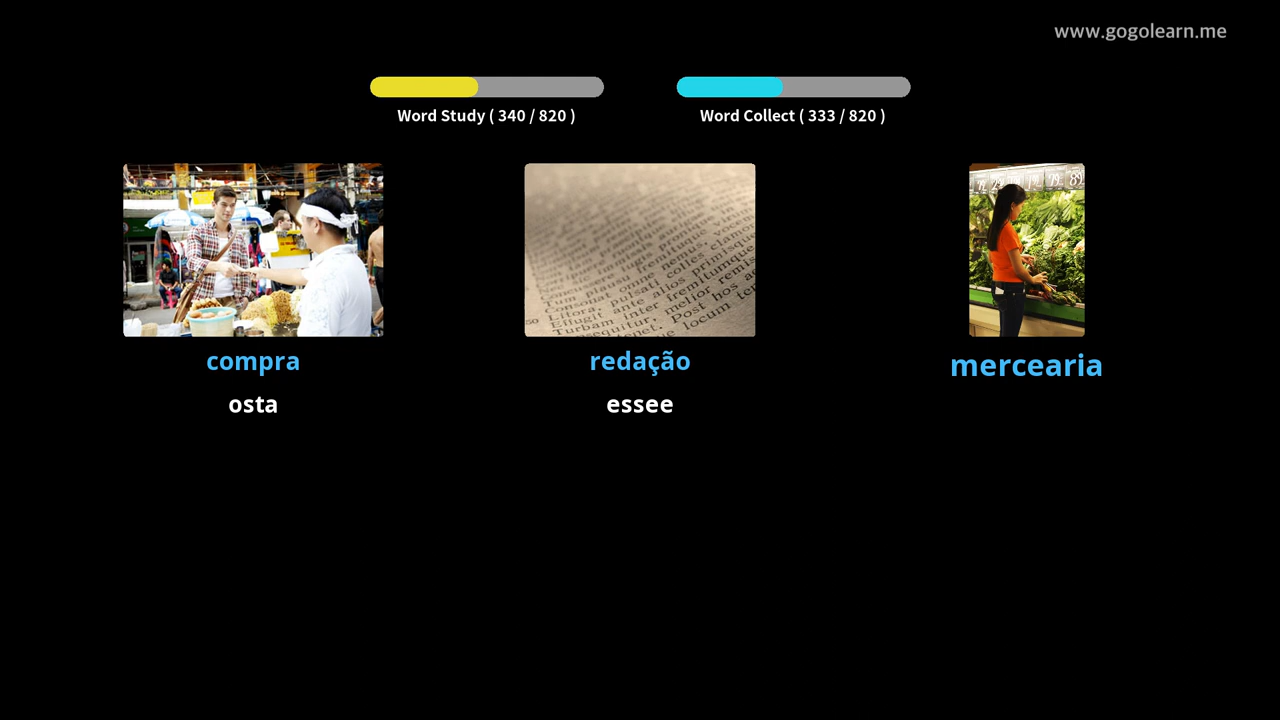 www.gogolearn.me
Word Study ( 340 / 820 )
Word Collect ( 333 / 820 )
compra
redação
mercearia
osta
essee